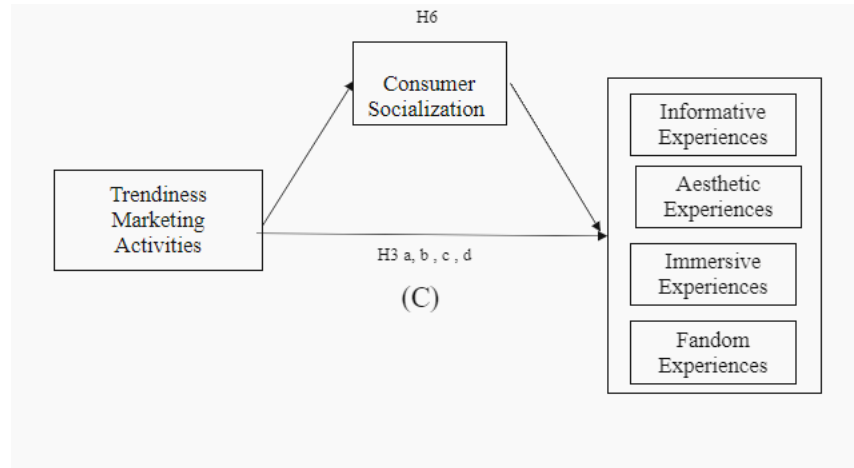 H6
Consumer
Socialization
Trendiness
Marketing
Activities
H3 a, b , c , d
(C)
Informative
Experiences
Aesthetic
Experiences
Immersive
Experiences
Fandom
Experiences